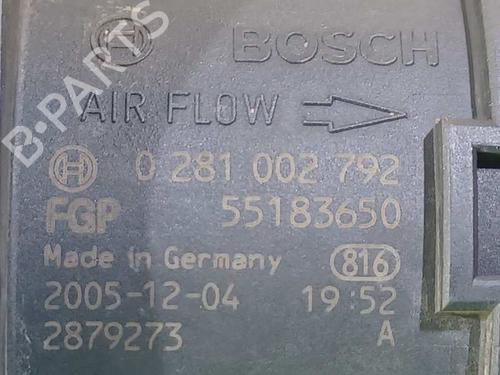 BOSCH
AIR FLOW
B-PARTS
0 281 002 792
FGP 55183650
Made in Germany 816
2005-12-04 19:52
2879273 A